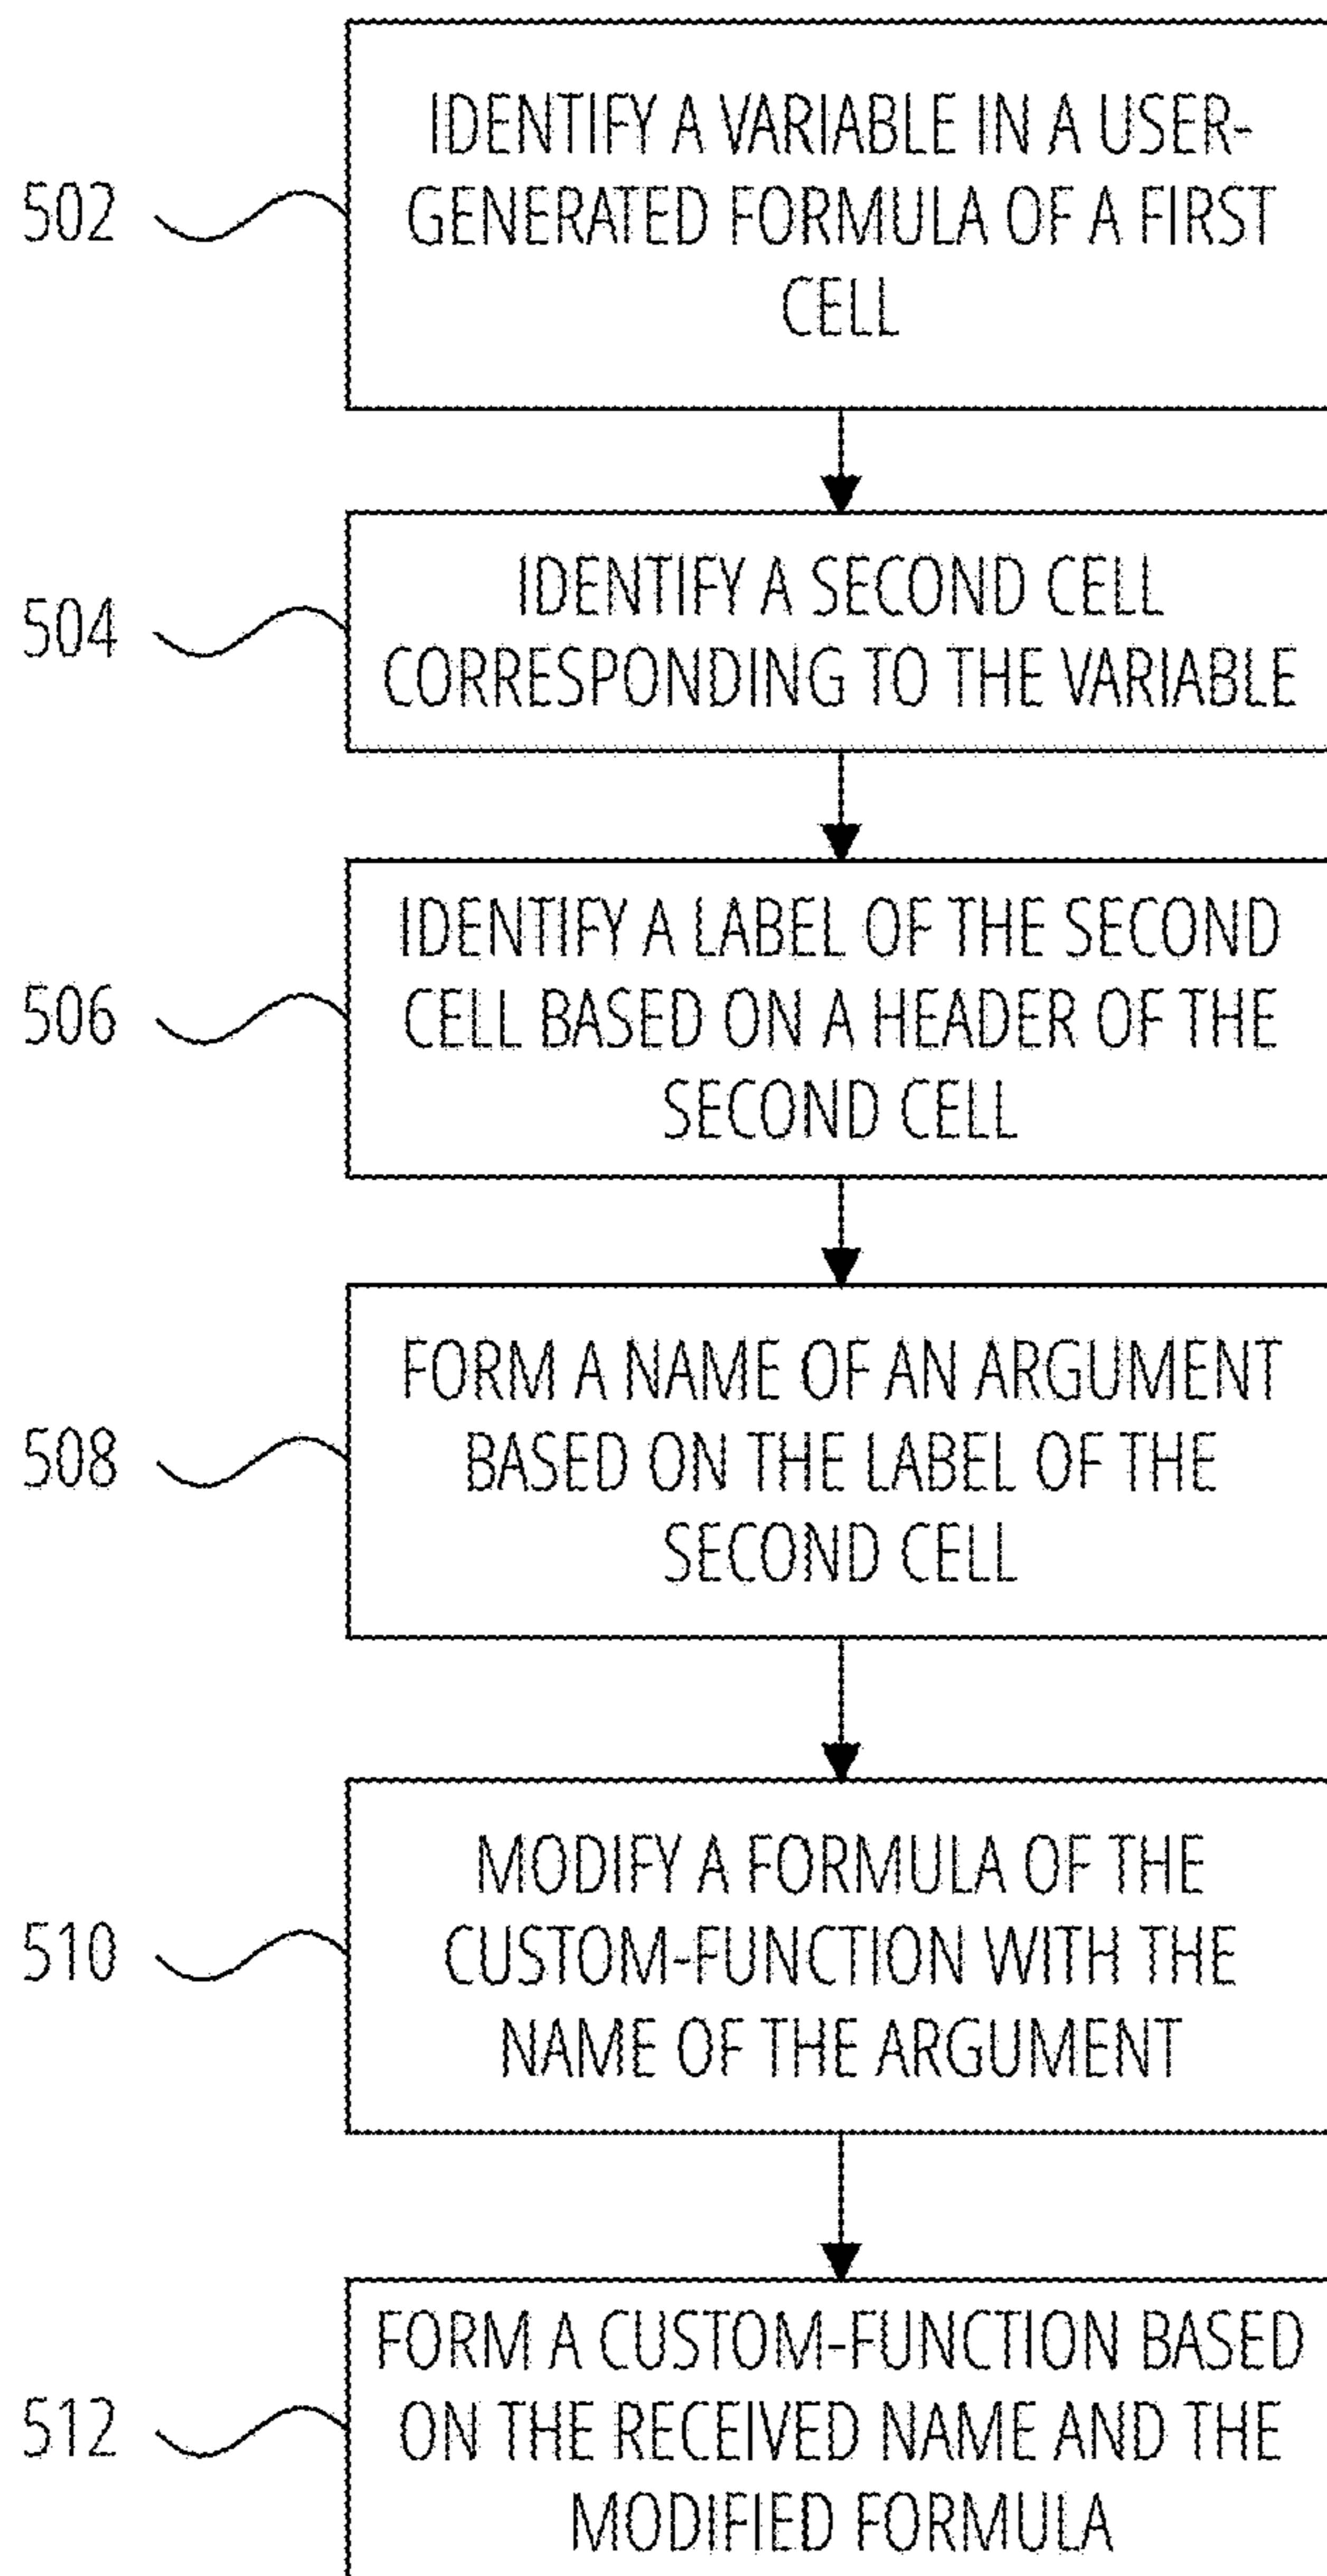 502
IDENTIFY A VARIABLE IN A USER-
GENERATED FORMULA OF A FIRST
CELL
504
IDENTIFY A SECOND CELL
CORRESPONDING TO THE VARIABLE
506
IDENTIFY A LABEL OF THE SECOND
CELL BASED ON A HEADER OF THE
SECOND CELL
508
FORM A NAME OF AN ARGUMENT
BASED ON THE LABEL OF THE
SECOND CELL
510
MODIFY A FORMULA OF THE
CUSTOM-FUNCTION WITH THE
NAME OF THE ARGUMENT
512
FORM A CUSTOM-FUNCTION BASED
ON THE RECEIVED NAME AND THE
MODIFIED FORMULA